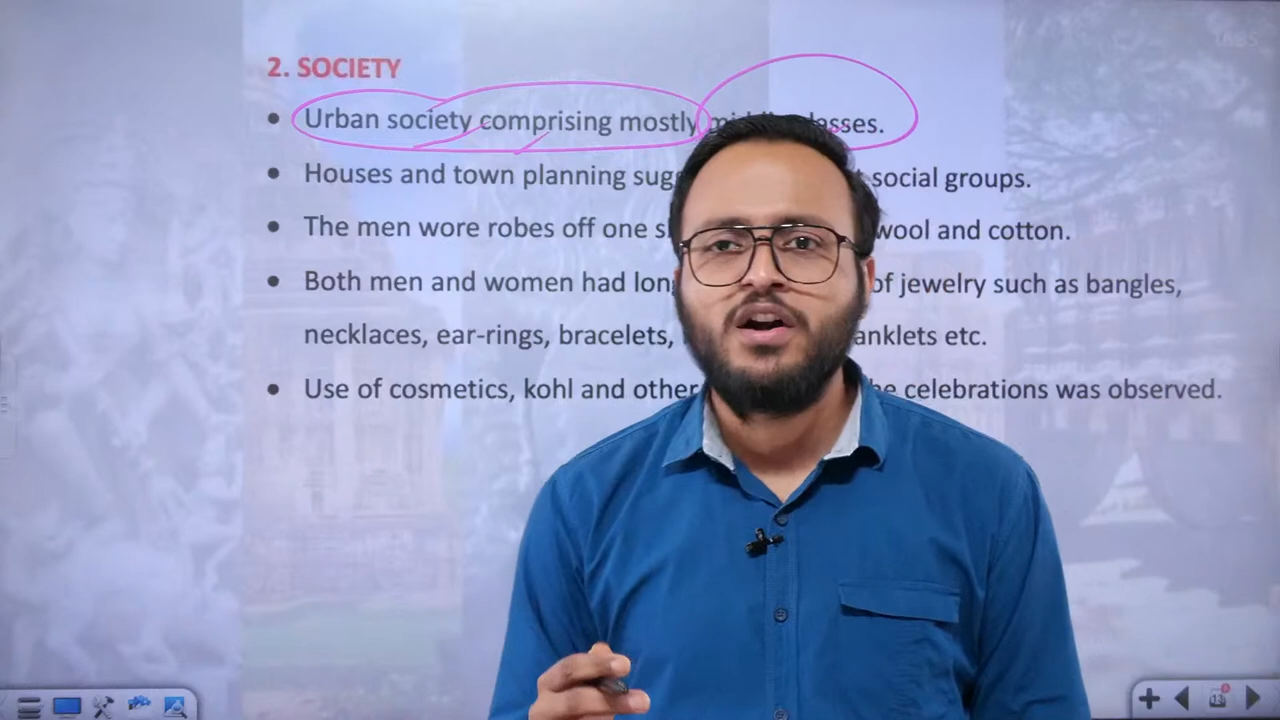 2. SOCIETY
• Urban society comprising mostly classes.
• Houses and town planning social groups.
• The men wore robes off one wool and cotton.
• Both men and women had of jewelry such as bangles,
necklaces, ear-rings, bracelets, anklets etc.
• Use of cosmetics, kohl and other celebrations was observed.